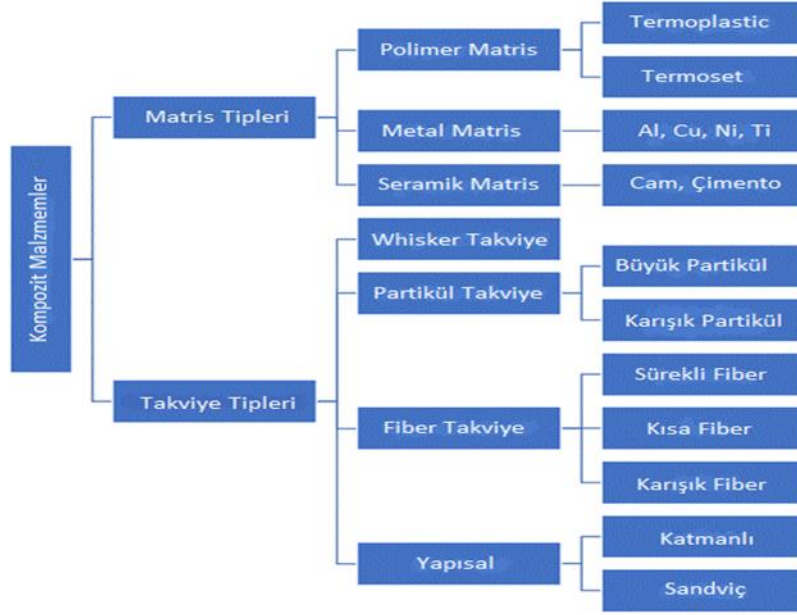 Kompozit Malzmemler
Matris Tipleri
Polimer Matris
Termoplastic
Termoset
Metal Matris
Al, Cu, Ni, Ti
Seramik Matris
Cam, Çimento
Takviye Tipleri
Whisker Takviye
Partikül Takviye
Büyük Partikül
Karışık Partikül
Fiber Takviye
Sürekli Fiber
Kısa Fiber
Karışık Fiber
Yapısal
Katmanlı
Sandviç